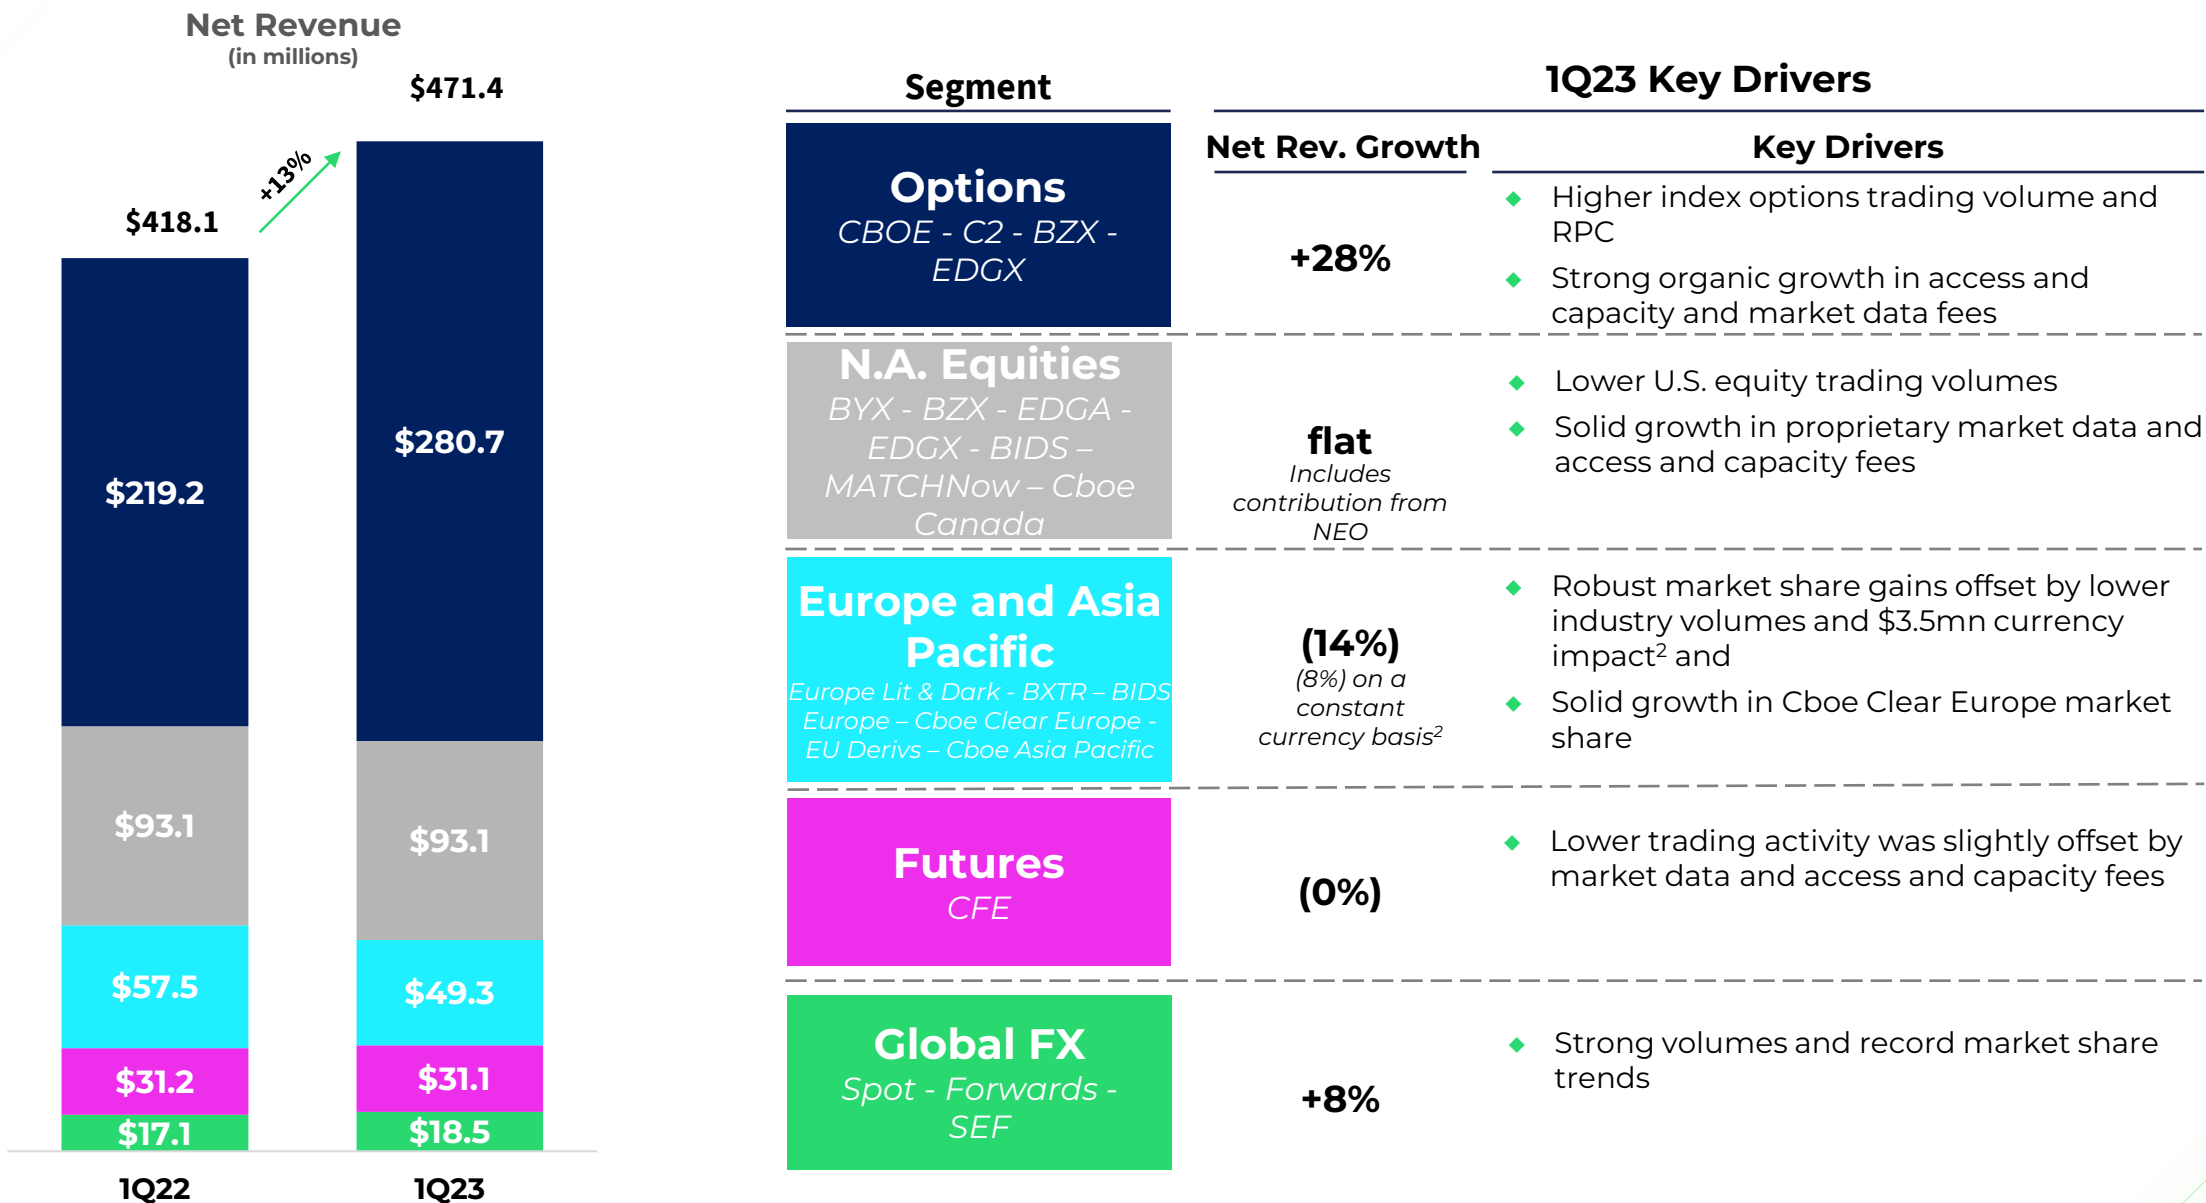 Net Revenue
(in millions)
$471.4
+13%
$418.1
$280.7
$219.2
$93.1
$93.1
$57.5
$49.3
$31.2
$31.1
$17.1
$18.5
1Q22
1Q23
Segment
1Q23 Key Drivers
Net Rev. Growth
Key Drivers
Options
CBOE - C2 - BZX -
EDGX
+28%
Higher index options trading volume and
RPC
Strong organic growth in access and
capacity and market data fees
N.A. Equities
BYX - BZX - EDGA -
EDGX - BIDS –
MATCHNow – Cboe
Canada
flat
Includes
contribution from
NEO
Lower U.S. equity trading volumes
Solid growth in proprietary market data and
access and capacity fees
Europe and Asia
Pacific
Europe Lit & Dark - BXTR – BIDS
Europe – Cboe Clear Europe -
EU Derivs – Cboe Asia Pacific
(14%)
(8%) on a
constant
currency basis²
Robust market share gains offset by lower
industry volumes and $3.5mn currency
impact² and
Solid growth in Cboe Clear Europe market
share
Futures
CFE
(0%)
Lower trading activity was slightly offset by
market data and access and capacity fees
Global FX
Spot - Forwards -
SEF
+8%
Strong volumes and record market share
trends